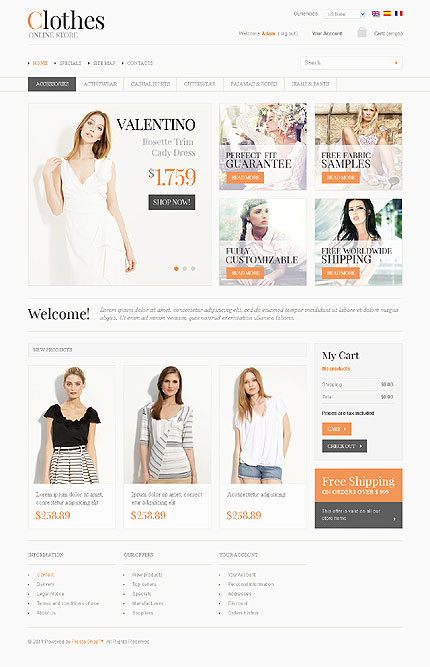 Clothes
ONLINE STORE
Currencies: US Dollar
Welcome Adam (log out) Your Account Cart: (empty)
HOME SPECIALS SITE MAP CONTACTS
Search
ACCESSORIES ACTIVEWEAR CASUAL SHOES OUTERWEAR PAJAMAS & ROBES JEANS & PANTS
VALENTINO
Rosette Trim
Cady Dress
$1.759
SHOP NOW!
PERFECT FIT
GUARANTEE
READ MORE
FREE FABRIC
SAMPLES
READ MORE
FULLY
CUSTOMIZABLE
READ MORE
FREE WORLDWIDE
SHIPPING
READ MORE
Welcome!
Lorem ipsum dolor sit amet, consectetur adipisicing elit, sed do eiusmod tempor incididunt ut labore et dolore magna
aliqua. Ut enim ad minim veniam, quis nostrud exercitation ullamco laboris.
NEW PRODUCTS
Lorem ipsum dolor sit amet,
consectetur adipisicing elit
$258.89
Dolor sit amet, consect
etur adipisicing elit
$258.89
Aconsectetur adipisicing
$258.89
My Cart
No products
Shipping $0.00
Total $0.00
Prices are tax included
CART
CHECK OUT
Free Shipping
ON ORDERS OVER $ 999
This offer is valid on all our
store items
INFORMATION
Contact
Delivery
Legal Notice
Terms and conditions of use
About us
OUR OFFERS
New products
Top sellers
Specials
Manufacturers
Suppliers
YOUR ACCOUNT
Your Account
Personal information
Addresses
Discount
Orders history
© 2011 Powered by PrestaShop™. All Rights Reserved